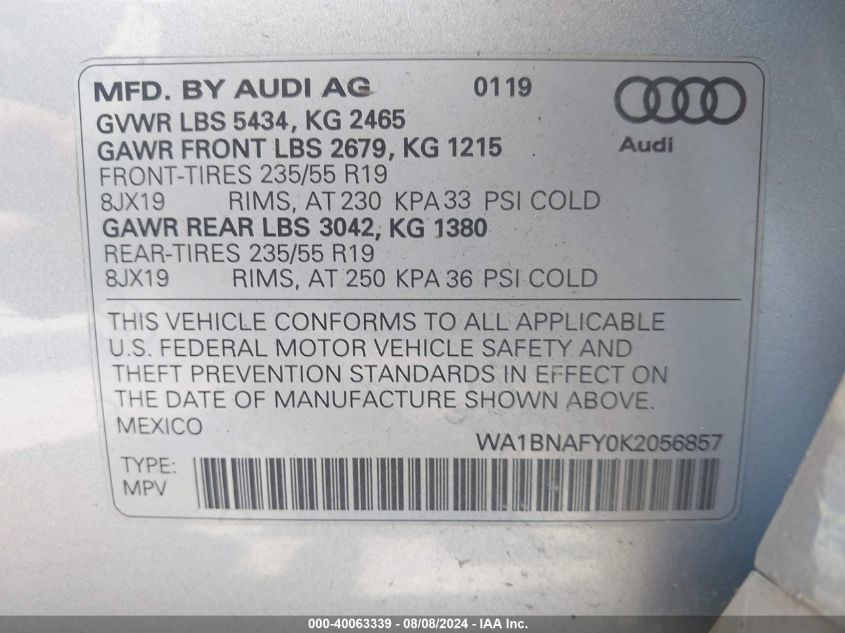 MFD. BY AUDI AG 0119
GVWR LBS 5434, KG 2465
GAWR FRONT LBS 2679, KG 1215
Audi
FRONT-TIRES 235/55 R19
8JX19 RIMS, AT 230 KPA 33 PSI COLD
GAWR REAR LBS 3042, KG 1380
REAR-TIRES 235/55 R19
8JX19 RIMS, AT 250 KPA 36 PSI COLD
THIS VEHICLE CONFORMS TO ALL APPLICABLE
U.S. FEDERAL MOTOR VEHICLE SAFETY AND
THEFT PREVENTION STANDARDS IN EFFECT ON
THE DATE OF MANUFACTURE SHOWN ABOVE.
MEXICO
WA1BNAFY0K2056857
TYPE:
MPV
000-40063339 - 08/08/2024 - IAA Inc.